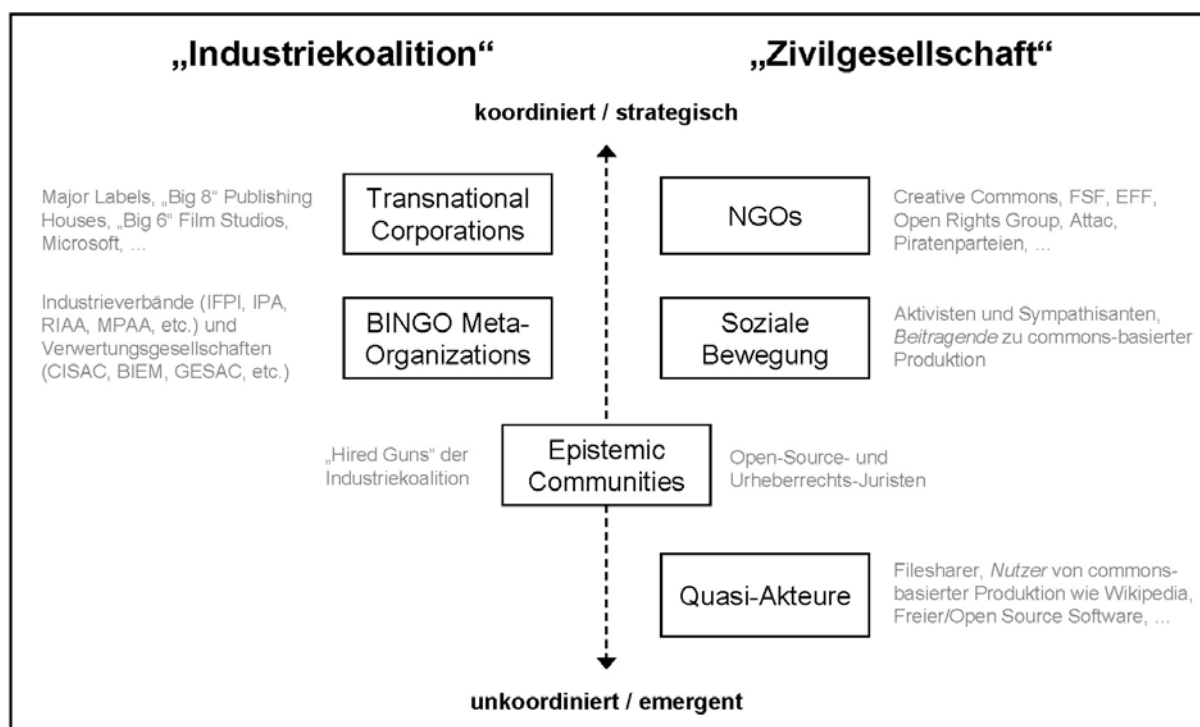 „Industriekoalition“
„Zivilgesellschaft“
koordiniert / strategisch
Major Labels, „Big 8“ Publishing
Houses, „Big 6“ Film Studios,
Microsoft, ...
Transnational
Corporations
NGOs
Creative Commons, FSF, EFF,
Open Rights Group, Attac,
Piratenparteien, ...
Industrieverbände (IFPI, IPA,
RIAA, MPAA, etc.) und
Verwertungsgesellschaften
(CISAC, BIEM, GESAC, etc.)
BINGO Meta-
Organizations
Soziale
Bewegung
Aktivisten und Sympathisanten,
Beitragende zu commons-basierter
Produktion
„Hired Guns“ der
Industriekoalition
Epistemic
Communities
Open-Source- und
Urheberrechts-Juristen
Quasi-Akteure
Filesharer, Nutzer von commons-
basierter Produktion wie Wikipedia,
Freier/Open Source Software, ...
unkoordiniert / emergent